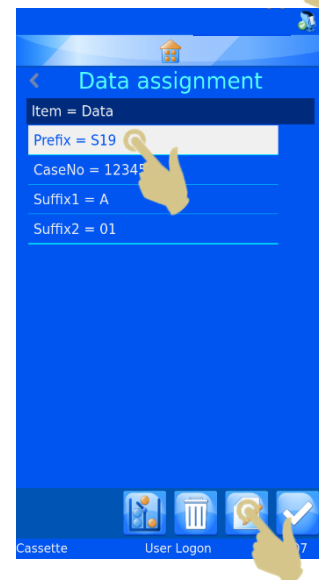 Data assignment
Item = Data
Prefix = S19
CaseNo = 12345
Suffix1 = A
Suffix2 = 01
Cassette User Logon